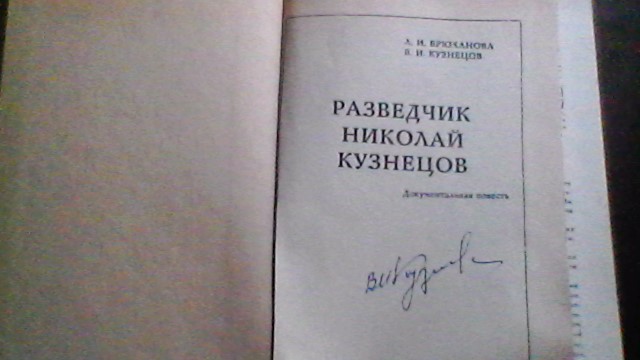 Л. И. БРЮХАНОВА
В. И. КУЗНЕЦОВ
РАЗВЕДЧИК
НИКОЛАЙ
КУЗНЕЦОВ
Документальная повесть